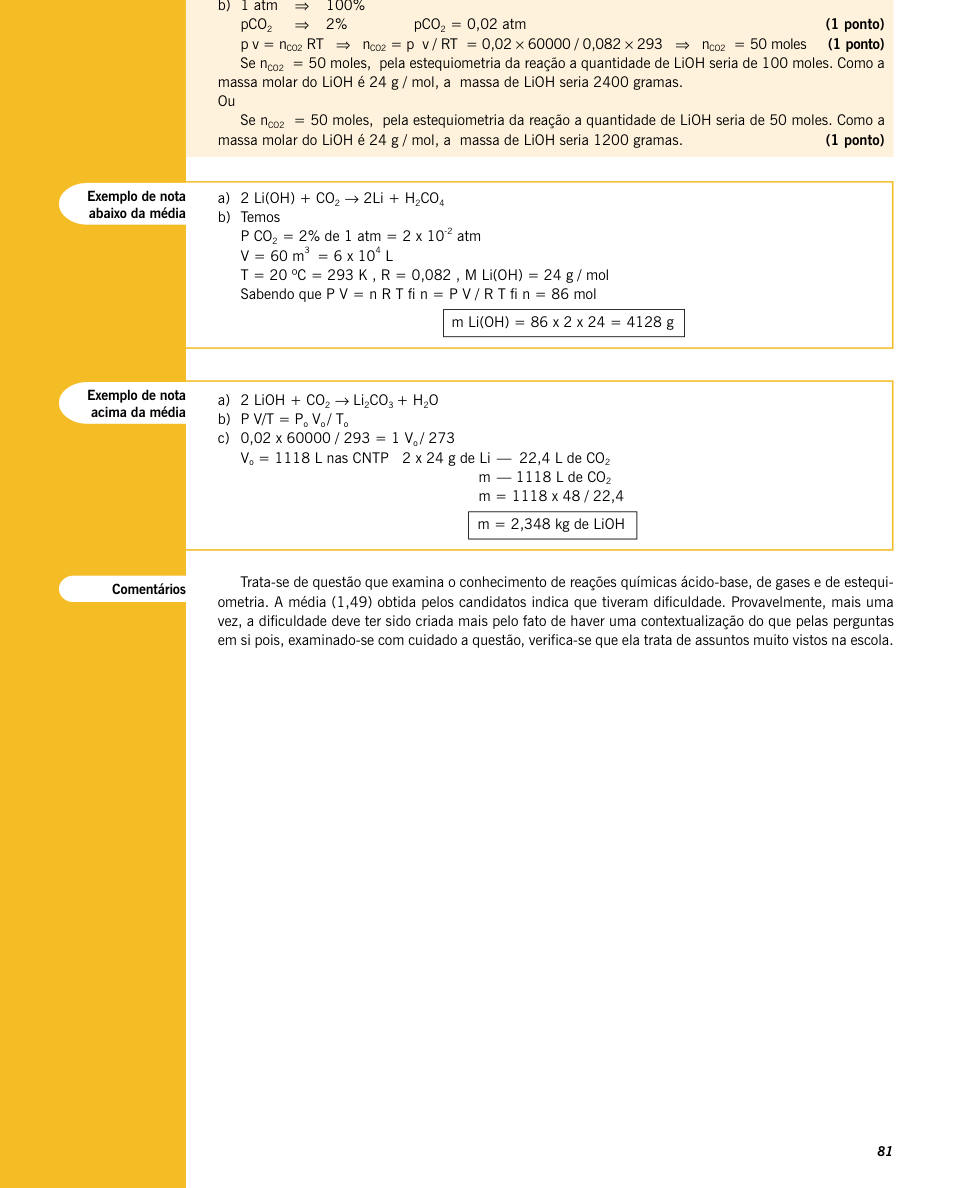 b) 1 atm ⇒ 100%
pCO₂ ⇒ 2% pCO₂ = 0,02 atm (1 ponto)
p v = n_CO2 RT ⇒ n_CO2 = p v / RT = 0,02 × 60000 / 0,082 × 293 ⇒ n_CO2 = 50 moles (1 ponto)
Se n_CO2 = 50 moles, pela estequiometria da reação a quantidade de LiOH seria de 100 moles. Como a
massa molar do LiOH é 24 g / mol, a massa de LiOH seria 2400 gramas.
Ou
Se n_CO2 = 50 moles, pela estequiometria da reação a quantidade de LiOH seria de 50 moles. Como a
massa molar do LiOH é 24 g / mol, a massa de LiOH seria 1200 gramas. (1 ponto)
Exemplo de nota
abaixo da média
a) 2 Li(OH) + CO₂ → 2Li + H₂CO₄
b) Temos
P CO₂ = 2% de 1 atm = 2 x 10⁻² atm
V = 60 m³ = 6 x 10⁴ L
T = 20 ºC = 293 K , R = 0,082 , M Li(OH) = 24 g / mol
Sabendo que P V = n R T fi n = P V / R T fi n = 86 mol
m Li(OH) = 86 x 2 x 24 = 4128 g
Exemplo de nota
acima da média
a) 2 LiOH + CO₂ → Li₂CO₃ + H₂O
b) P V/T = Pₒ Vₒ / Tₒ
c) 0,02 x 60000 / 293 = 1 Vₒ / 273
Vₒ = 1118 L nas CNTP 2 x 24 g de Li — 22,4 L de CO₂
m — 1118 L de CO₂
m = 1118 x 48 / 22,4
m = 2,348 kg de LiOH
Comentários
Trata-se de questão que examina o conhecimento de reações químicas ácido-base, de gases e de estequi-
ometria. A média (1,49) obtida pelos candidatos indica que tiveram dificuldade. Provavelmente, mais uma
vez, a dificuldade deve ter sido criada mais pelo fato de haver uma contextualização do que pelas perguntas
em si pois, examinado-se com cuidado a questão, verifica-se que ela trata de assuntos muito vistos na escola.
81